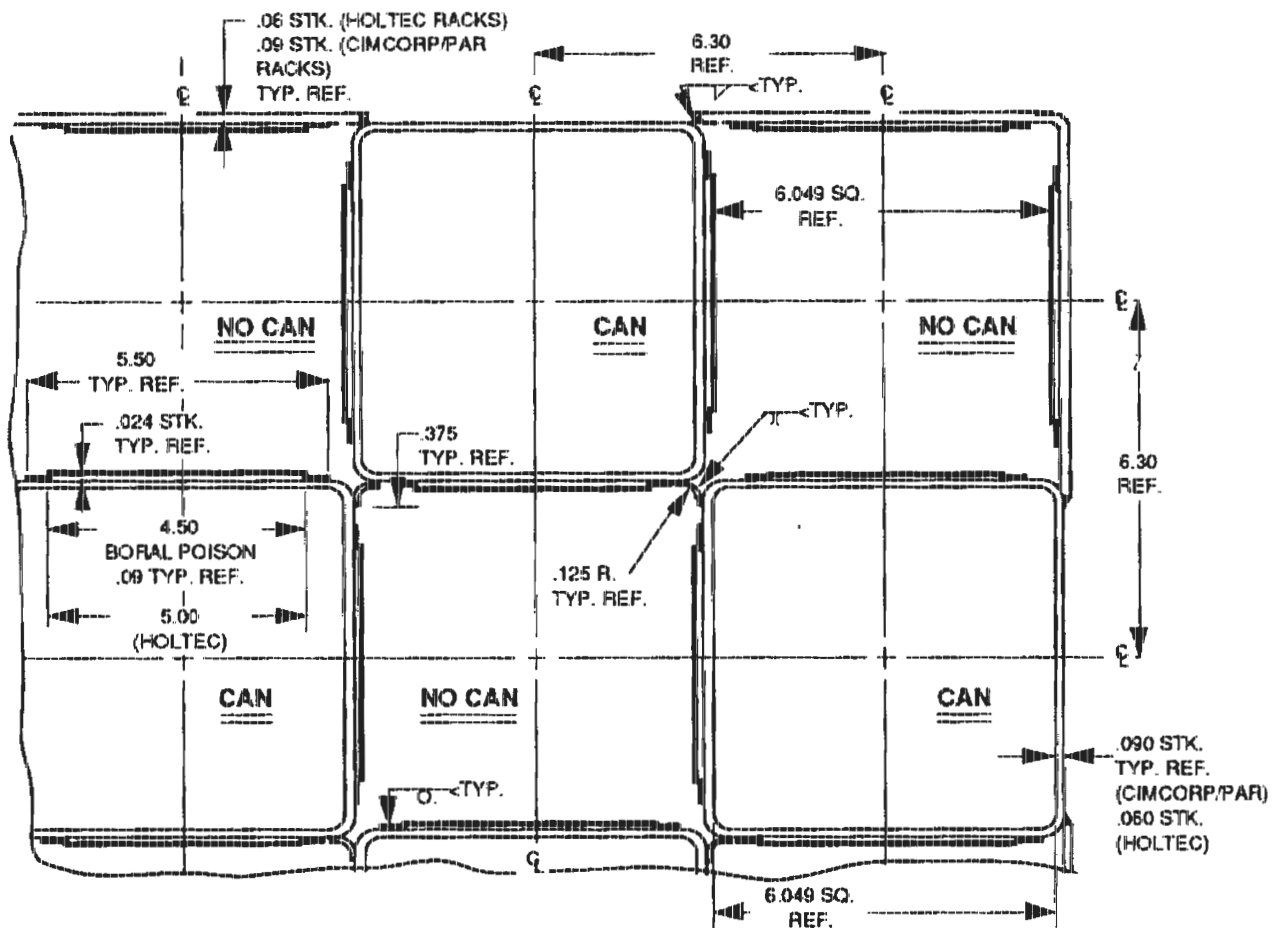 .06 STK. (HOLTEC RACKS)
.09 STK. (CIMCORP/PAR
RACKS)
TYP. REF.
6.30
REF.
<TYP.
℄
℄
℄
6.049 SQ.
REF.
℄
NO CAN
CAN
NO CAN
5.50
TYP. REF.
.024 STK.
TYP. REF.
.375
TYP. REF.
<TYP.
6.30
REF.
4.50
BORAL POISON
.09 TYP. REF.
5.00
(HOLTEC)
.125 R.
TYP. REF.
℄
CAN
NO CAN
CAN
.090 STK.
TYP. REF.
(CIMCORP/PAR)
.060 STK.
(HOLTEC)
<TYP.
℄
6.049 SQ.
REF.